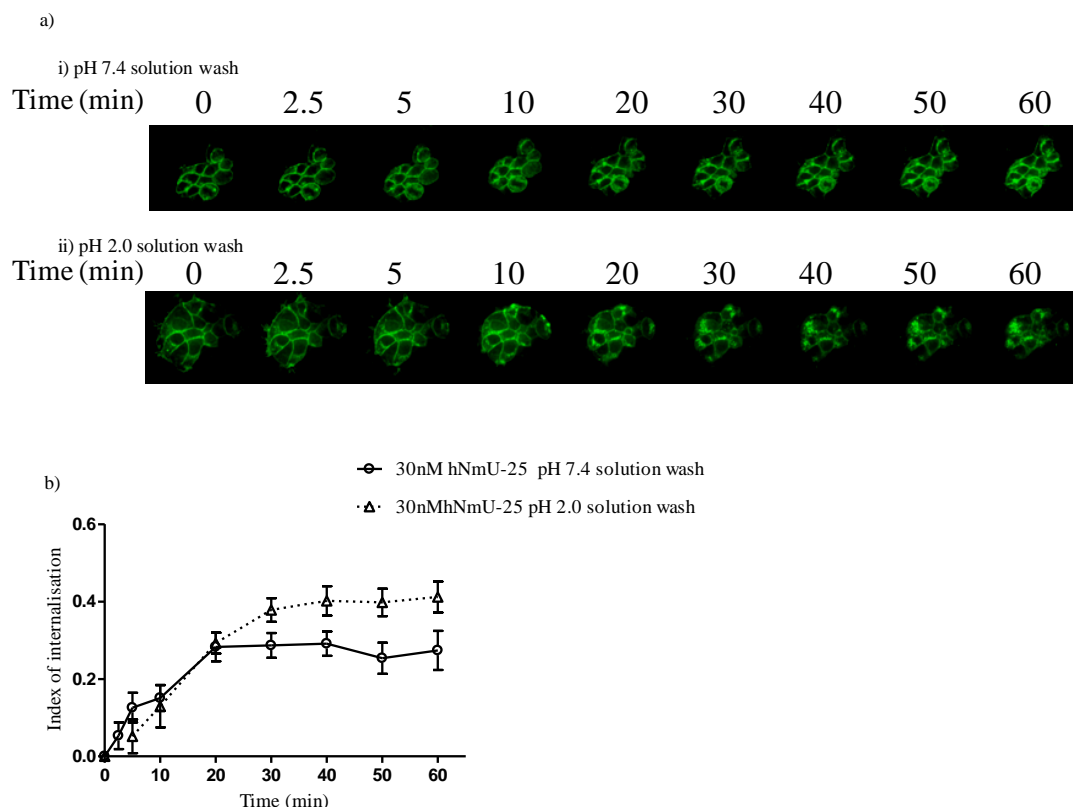 a)
i) pH 7.4 solution wash
Time (min) 0 2.5 5 10 20 30 40 50 60
ii) pH 2.0 solution wash
Time (min) 0 2.5 5 10 20 30 40 50 60
b)
30nM hNmU-25 pH 7.4 solution wash
30nMhNmU-25 pH 2.0 solution wash
Index of internalisation
0.6
0.4
0.2
0.0
0 10 20 30 40 50 60
Time (min)